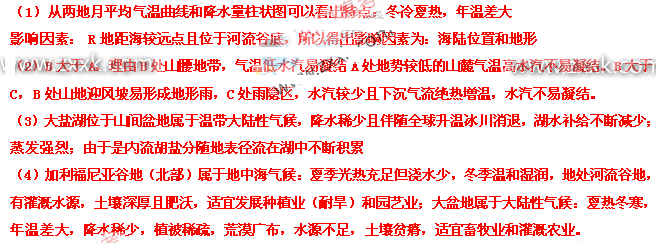 （1）从两地月平均气温曲线和降水量柱状图可以看出特点：冬冷夏热，年温差大
影响因素： R 地距海较远点且位于河流谷底，所以得出影响因素为：海陆位置和地形
（2）B 大于 A。理由 B 处山腰地带，气温低水汽易凝结 A 处地势较低的山麓气温高水汽不易凝结。B 大于
C，B 处山地迎风坡易形成地形雨，C 处雨隐区，水汽较少且下沉气流绝热增温，水汽不易凝结。
（3）大盐湖位于山间盆地属于温带大陆性气候，降水稀少且伴随全球升温冰川消退，湖水补给不断减少；
蒸发强烈；由于是内流胡盐分随地表径流在湖中不断积累
（4）加利福尼亚谷地（北部）属于地中海气候：夏季光热充足但浇水少，冬季温和湿润，地处河流谷地，
有灌溉水源，土壤深厚且肥沃，适宜发展种植业（耐旱）和园艺业；大盆地属于大陆性气候：夏热冬寒，
年温差大，降水稀少，植被稀疏，荒漠广布，水源不足，土壤贫瘠，适宜畜牧业和灌溉农业。